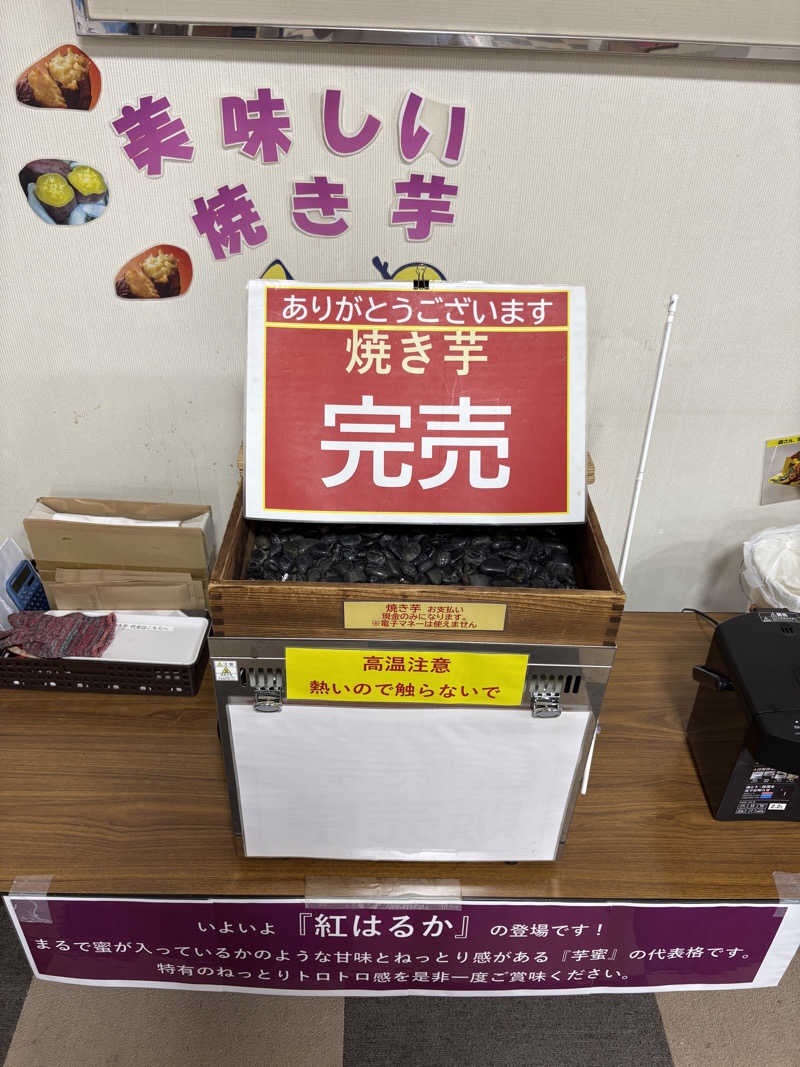 美味しい
焼き芋
ありがとうございます
焼き芋
完売
焼き芋 お支払い
現金のみになります。
※電子マネーは使えません
高温注意
熱いので触らないで
いよいよ『紅はるか』の登場です！
まるで蜜が入っているかのような甘味とねっとり感がある『芋蜜』の代表格です。
特有のねっとりトロトロ感を是非一度ご賞味ください。